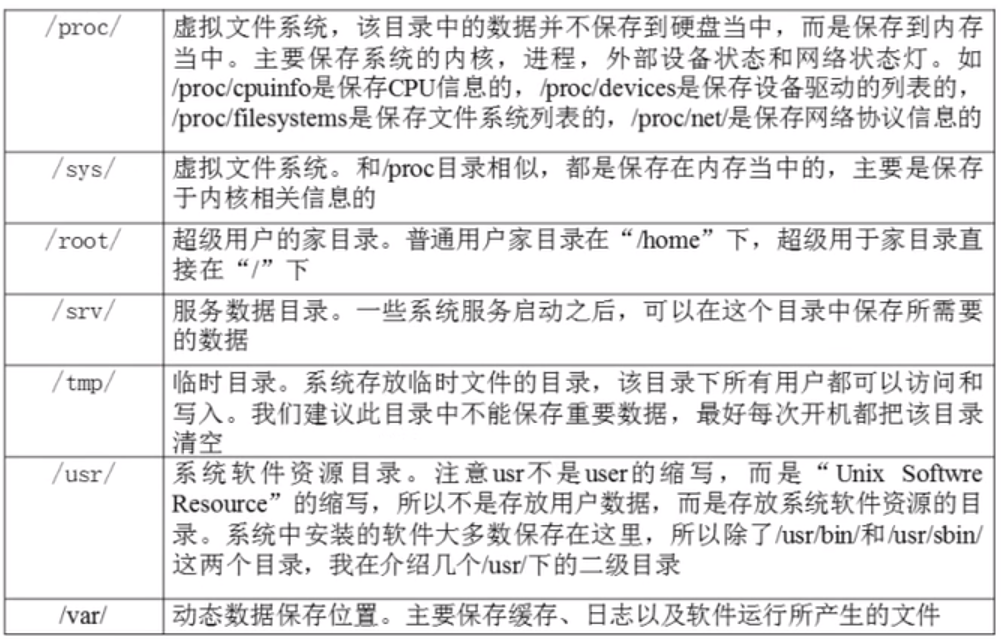 /proc/ 虚拟文件系统，该目录中的数据并不保存到硬盘当中，而是保存到内存
当中。主要保存系统的内核，进程，外部设备状态和网络状态灯。如
/proc/cpuinfo是保存CPU信息的，/proc/devices是保存设备驱动的列表的，
/proc/filesystems是保存文件系统列表的，/proc/net/是保存网络协议信息的
/sys/ 虚拟文件系统。和/proc目录相似，都是保存在内存当中的，主要是保存
于内核相关信息的
/root/ 超级用户的家目录。普通用户家目录在“/home”下，超级用于家目录直
接在“/”下
/srv/ 服务数据目录。一些系统服务启动之后，可以在这个目录中保存所需要
的数据
/tmp/ 临时目录。系统存放临时文件的目录，该目录下所有用户都可以访问和
写入。我们建议此目录中不能保存重要数据，最好每次开机都把该目录
清空
/usr/ 系统软件资源目录。注意usr不是user的缩写，而是“Unix Softwre
Resource”的缩写，所以不是存放用户数据，而是存放系统软件资源的目
录。系统中安装的软件大多数保存在这里，所以除了/usr/bin/和/usr/sbin/
这两个目录，我在介绍几个/usr/下的二级目录
/var/ 动态数据保存位置。主要保存缓存、日志以及软件运行所产生的文件